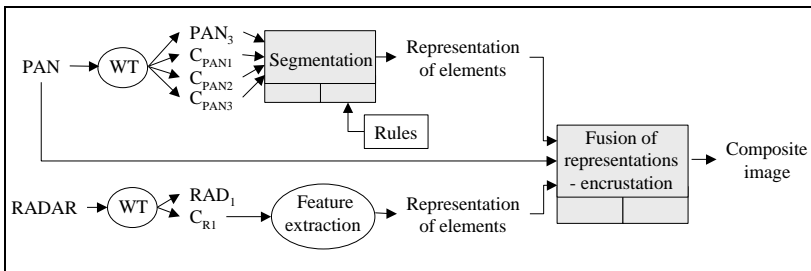 PAN
WT
PAN3
CPAN1
CPAN2
CPAN3
Segmentation
Rules
Representation
of elements
Fusion of
representations
- encrustation
Composite
image
RADAR
WT
RAD1
CR1
Feature
extraction
Representation
of elements